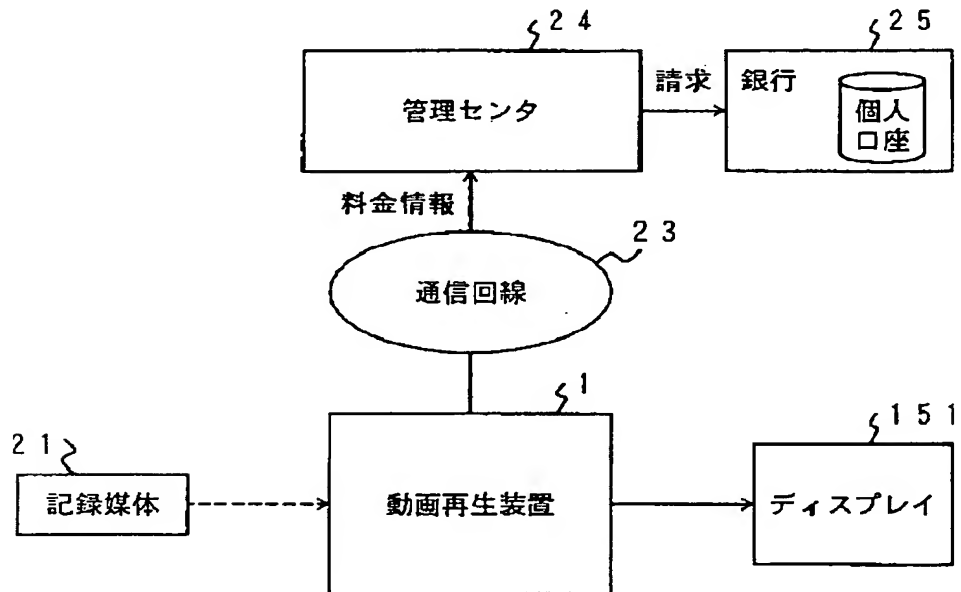 ２４
２５
管理センタ
請求
銀行
個人
口座
料金情報
２３
通信回線
１
１５１
２１
記録媒体
動画再生装置
ディスプレイ